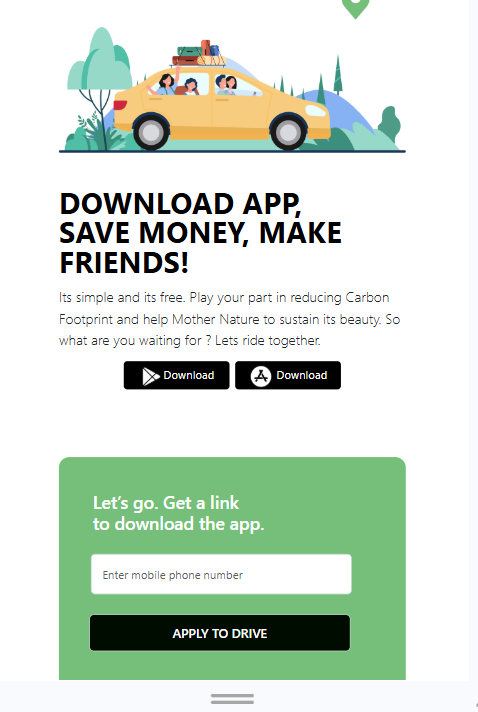 DOWNLOAD APP,
SAVE MONEY, MAKE
FRIENDS!
Its simple and its free. Play your part in reducing Carbon
Footprint and help Mother Nature to sustain its beauty. So
what are you waiting for ? Lets ride together.
Download Download
Let's go. Get a link
to download the app.
Enter mobile phone number
APPLY TO DRIVE